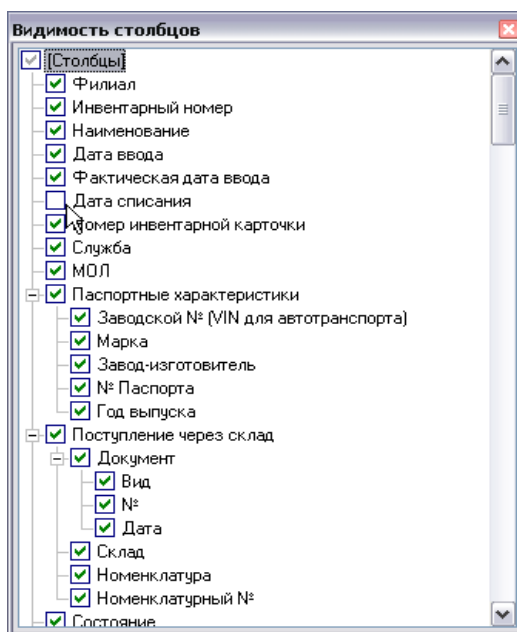 Видимость столбцов
[Столбцы]
Филиал
Инвентарный номер
Наименование
Дата ввода
Фактическая дата ввода
Дата списания
Номер инвентарной карточки
Служба
МОЛ
Паспортные характеристики
Заводской № (VIN для автотранспорта)
Марка
Завод-изготовитель
№ Паспорта
Год выпуска
Поступление через склад
Документ
Вид
№
Дата
Склад
Номенклатура
Номенклатурный №
Состояние